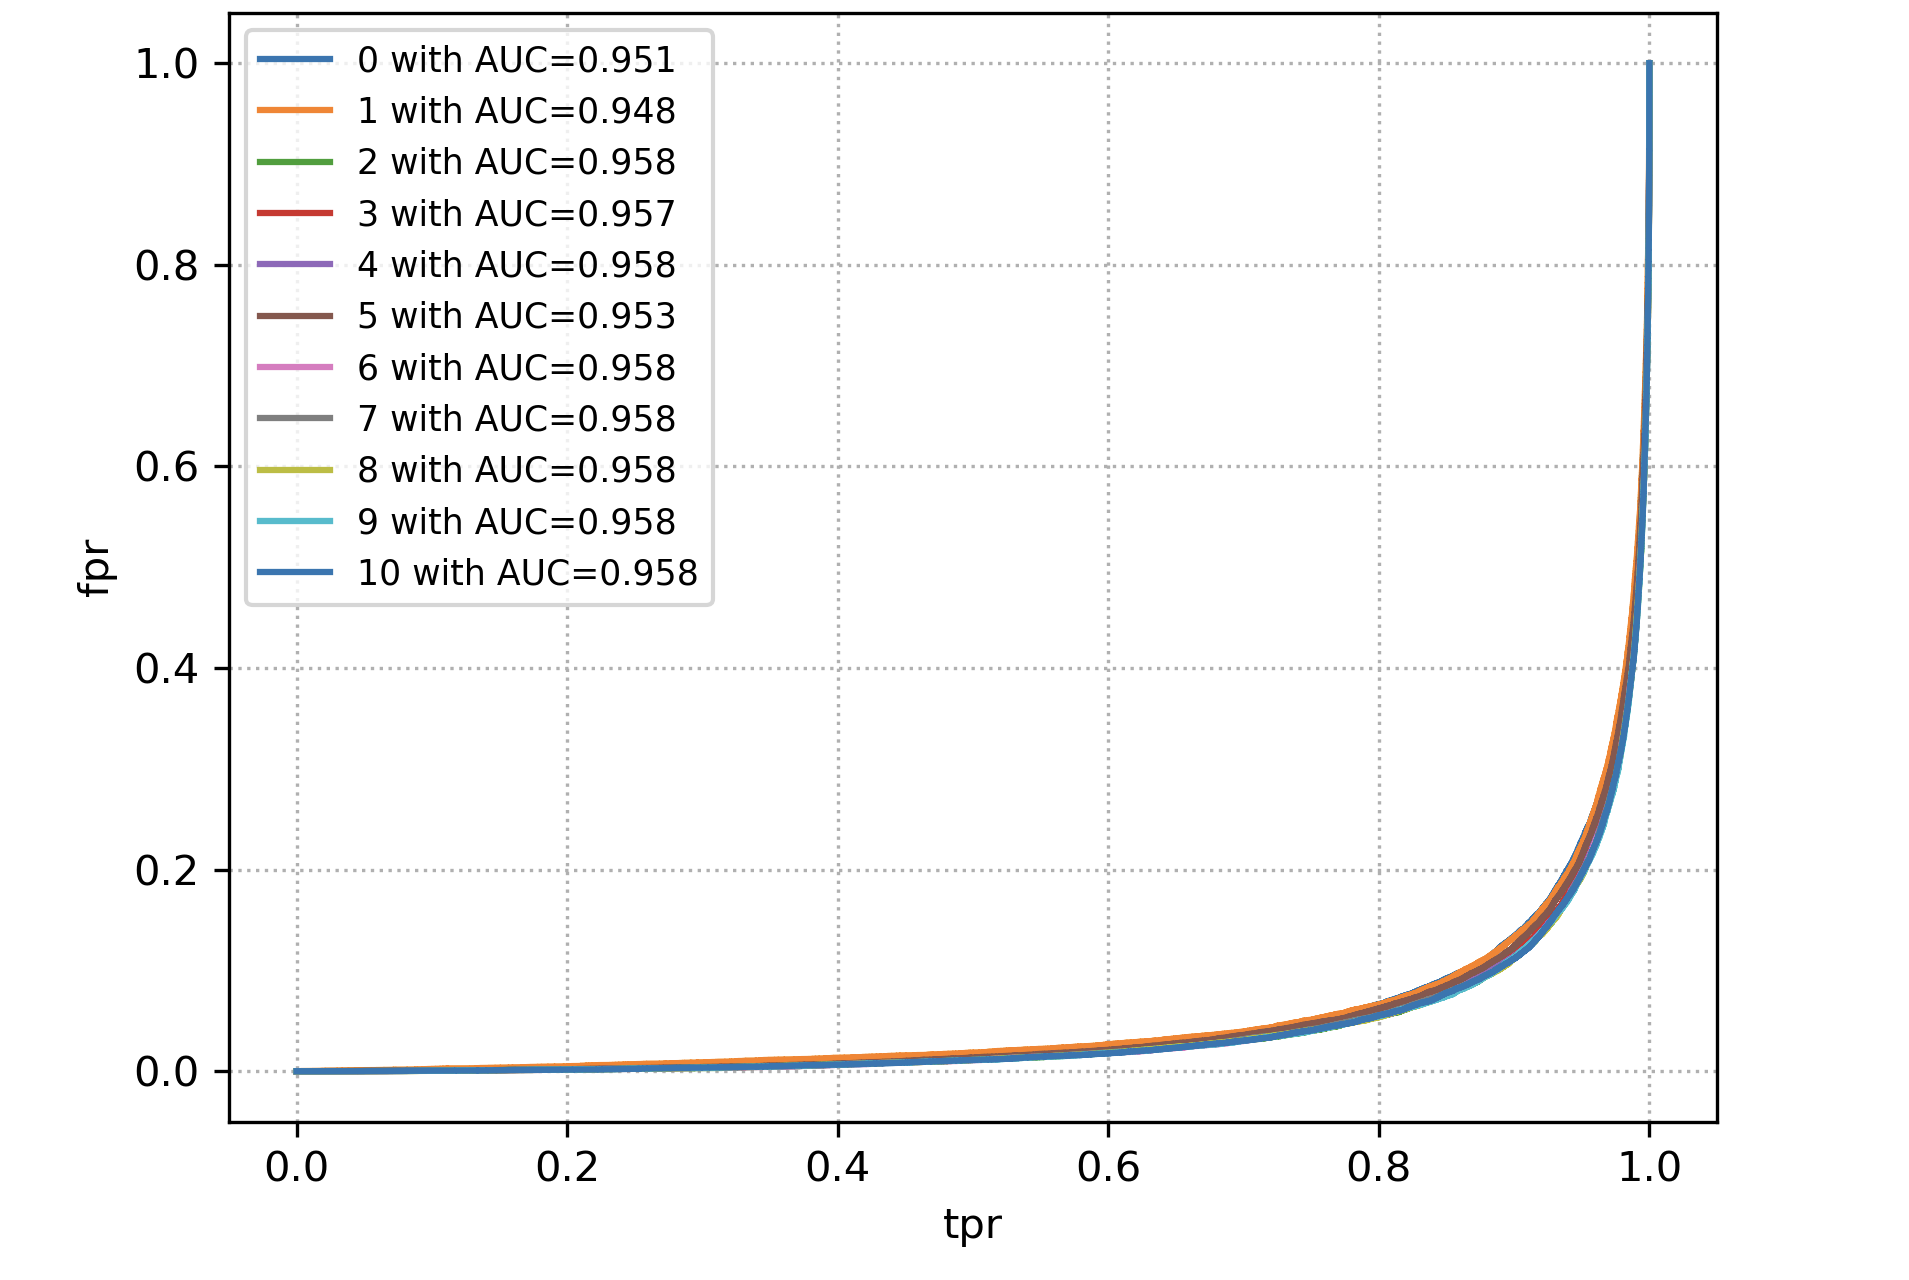 0 with AUC=0.951
1 with AUC=0.948
2 with AUC=0.958
3 with AUC=0.957
4 with AUC=0.958
5 with AUC=0.953
6 with AUC=0.958
7 with AUC=0.958
8 with AUC=0.958
9 with AUC=0.958
10 with AUC=0.958
1.0
0.8
0.6
0.4
0.2
0.0
fpr
0.0 0.2 0.4 0.6 0.8 1.0
tpr